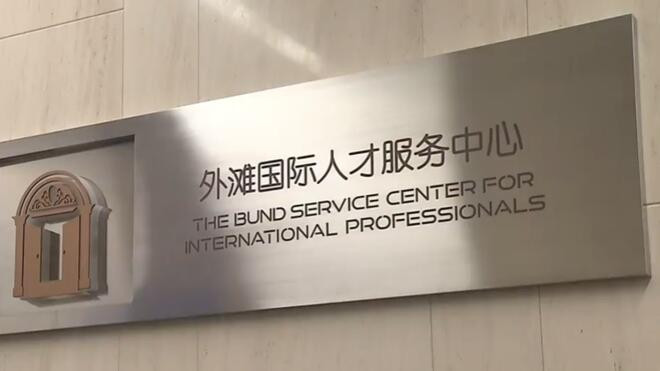 外滩国际人才服务中心
THE BUND SERVICE CENTER FOR
INTERNATIONAL PROFESSIONALS